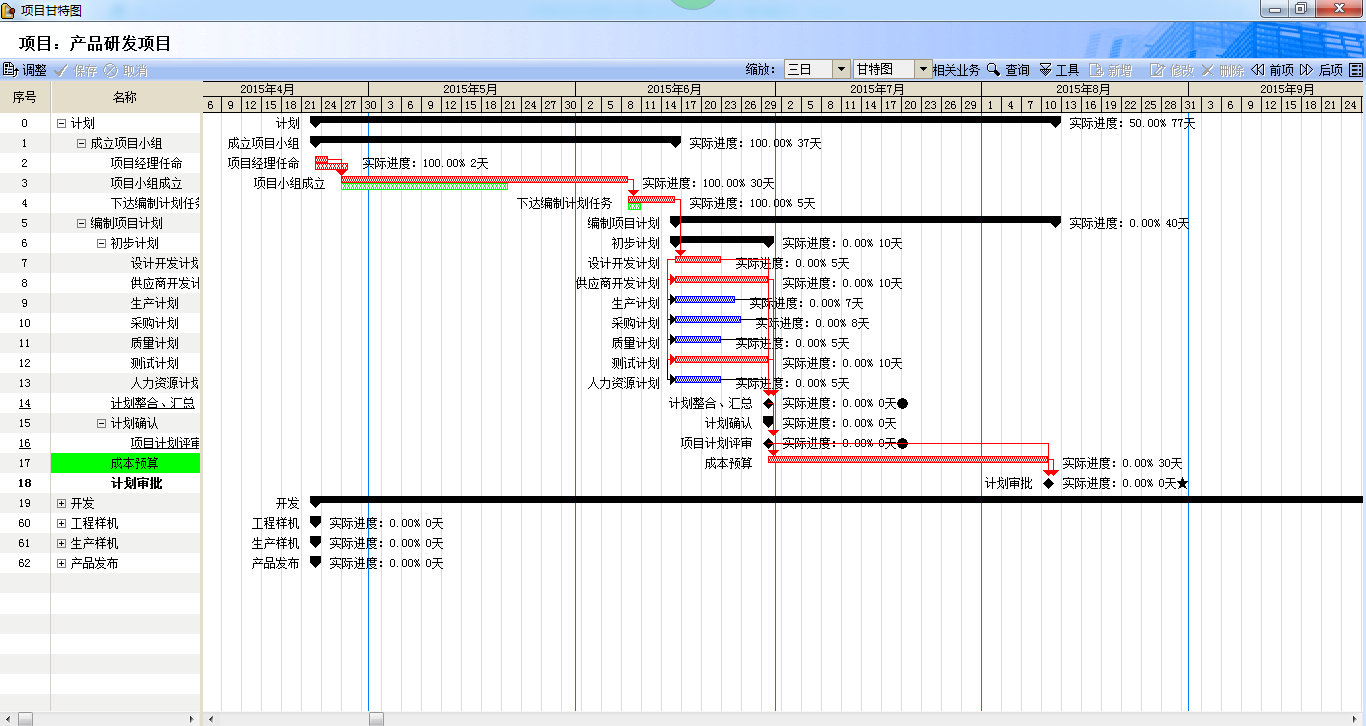 项目甘特图
项目：产品研发项目
调整 保存 取消 缩放： 三日 甘特图 相关业务 查询 工具 新增 修改 删除 前项 后项
序号 名称 2015年4月 2015年5月 2015年6月 2015年7月 2015年8月 2015年9月
6 9 12 15 18 21 24 27 30 3 6 9 12 15 18 21 24 27 30 2 5 8 11 14 17 20 23 26 29 2 5 8 11 14 17 20 23 26 29 1 4 7 10 13 16 19 22 25 28 31 3 6 9 12 15 18 21 24
0 计划 计划 实际进度：50.00% 77天
1 成立项目小组 成立项目小组 实际进度：100.00% 37天
2 项目经理任命 项目经理任命 实际进度：100.00% 2天
3 项目小组成立 项目小组成立 实际进度：100.00% 30天
4 下达编制计划任务 下达编制计划任务 实际进度：100.00% 5天
5 编制项目计划 编制项目计划 实际进度：0.00% 40天
6 初步计划 初步计划 实际进度：0.00% 10天
7 设计开发计划 设计开发计划 实际进度：0.00% 5天
8 供应商开发计 供应商开发计划 实际进度：0.00% 10天
9 生产计划 生产计划 实际进度：0.00% 7天
10 采购计划 采购计划 实际进度：0.00% 8天
11 质量计划 质量计划 实际进度：0.00% 5天
12 测试计划 测试计划 实际进度：0.00% 10天
13 人力资源计划 人力资源计划 实际进度：0.00% 5天
14 计划整合、汇总 计划整合、汇总 实际进度：0.00% 0天
15 计划确认 计划确认 实际进度：0.00% 0天
16 项目计划评审 项目计划评审 实际进度：0.00% 0天
17 成本预算 成本预算 实际进度：0.00% 30天
18 计划审批 计划审批 实际进度：0.00% 0天
19 开发 开发
60 工程样机 工程样机 实际进度：0.00% 0天
61 生产样机 生产样机 实际进度：0.00% 0天
62 产品发布 产品发布 实际进度：0.00% 0天